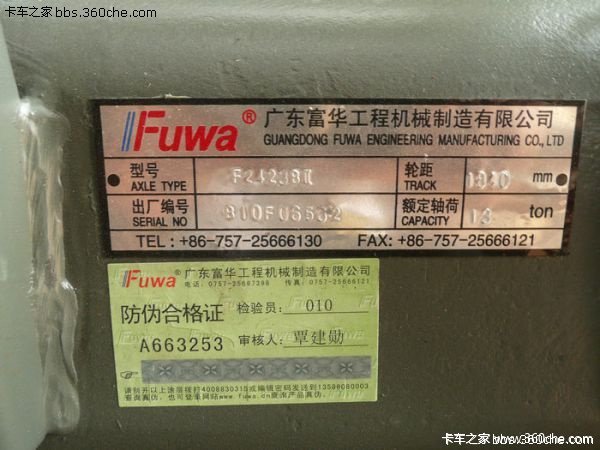 卡车之家 bbs.360che.com
Fuwa® 广东富华工程机械制造有限公司
GUANGDONG FUWA ENGINEERING MANUFACTURING CO.,LTD
型号 轮距
AXLE TYPE TRACK 1840 mm
出厂编号 额定轴荷
SERIAL NO CAPACITY 13 ton
TEL: +86-757-25666130 FAX: +86-757-25666121
Fuwa® 广东富华工程机械制造有限公司
传真: 0757-25666121
防伪合格证 检验员: 010
A663253 审核人: 覃建勋
卡车之家 bbs.360che.com